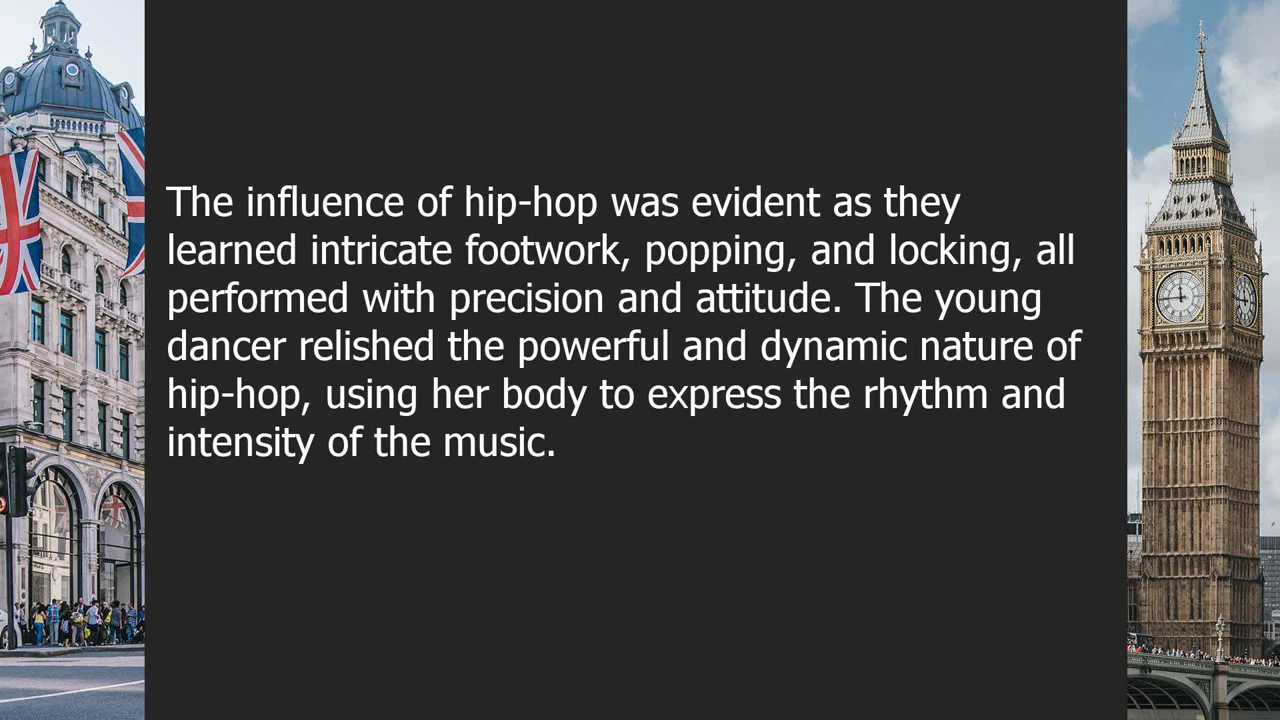 The influence of hip-hop was evident as they
learned intricate footwork, popping, and locking, all
performed with precision and attitude. The young
dancer relished the powerful and dynamic nature of
hip-hop, using her body to express the rhythm and
intensity of the music.